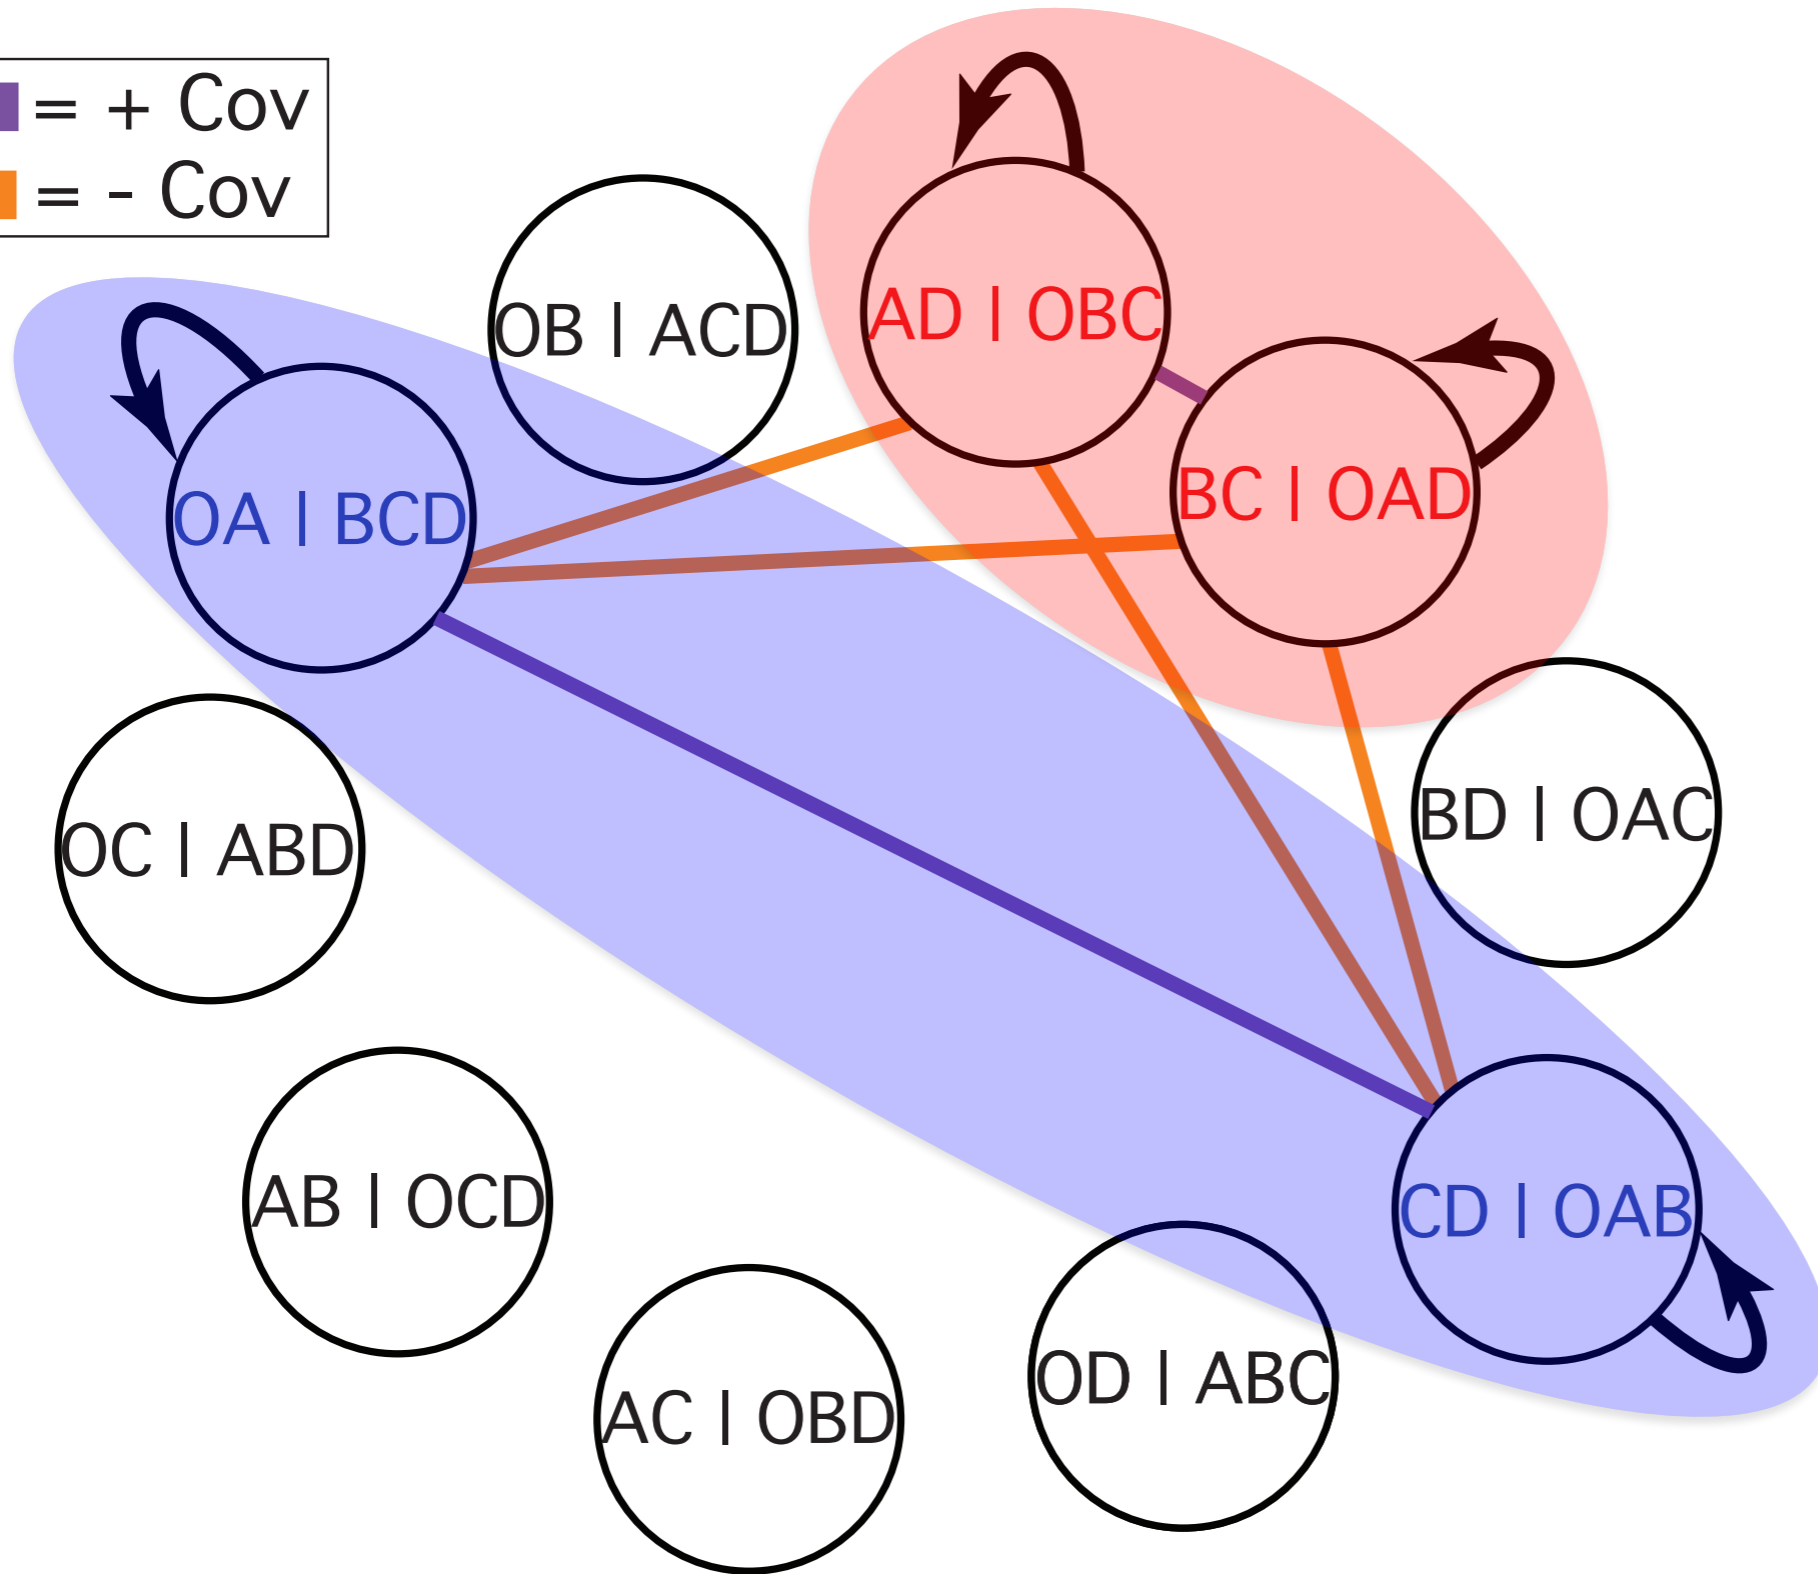 = + Cov
= - Cov
OB | ACD
AD | OBC
BC | OAD
OA | BCD
BD | OAC
OC | ABD
AB | OCD
CD | OAB
OD | ABC
AC | OBD